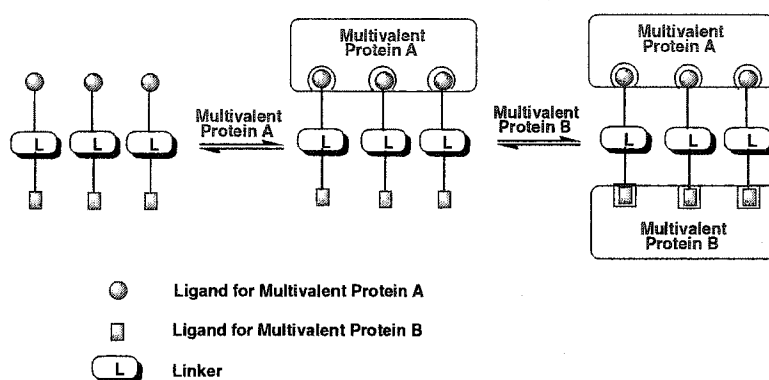 Multivalent
Protein A
Multivalent
Protein A
Multivalent
Protein A
Multivalent
Protein B
L L L
L L L
L L L
Multivalent
Protein B
Ligand for Multivalent Protein A
Ligand for Multivalent Protein B
L Linker